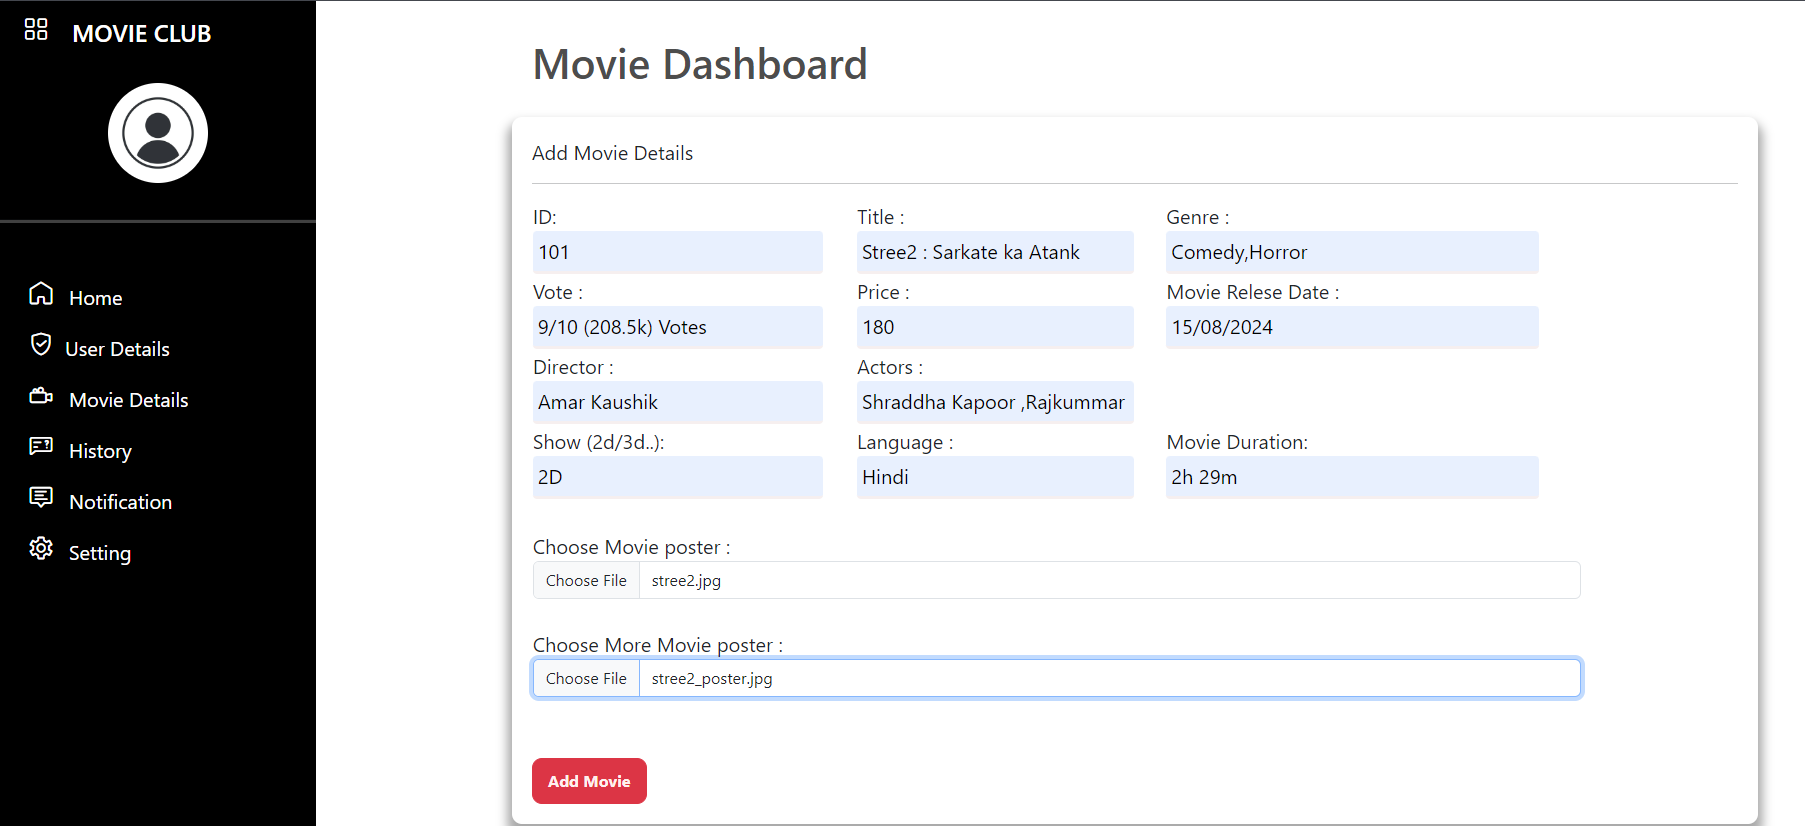 MOVIE CLUB
Home
User Details
Movie Details
History
Notification
Setting
Movie Dashboard
Add Movie Details
ID: Title : Genre :
101 Stree2 : Sarkate ka Atank Comedy,Horror
Vote : Price : Movie Relese Date :
9/10 (208.5k) Votes 180 15/08/2024
Director : Actors :
Amar Kaushik Shraddha Kapoor ,Rajkummar
Show (2d/3d..): Language : Movie Duration:
2D Hindi 2h 29m
Choose Movie poster :
Choose File stree2.jpg
Choose More Movie poster :
Choose File stree2_poster.jpg
Add Movie